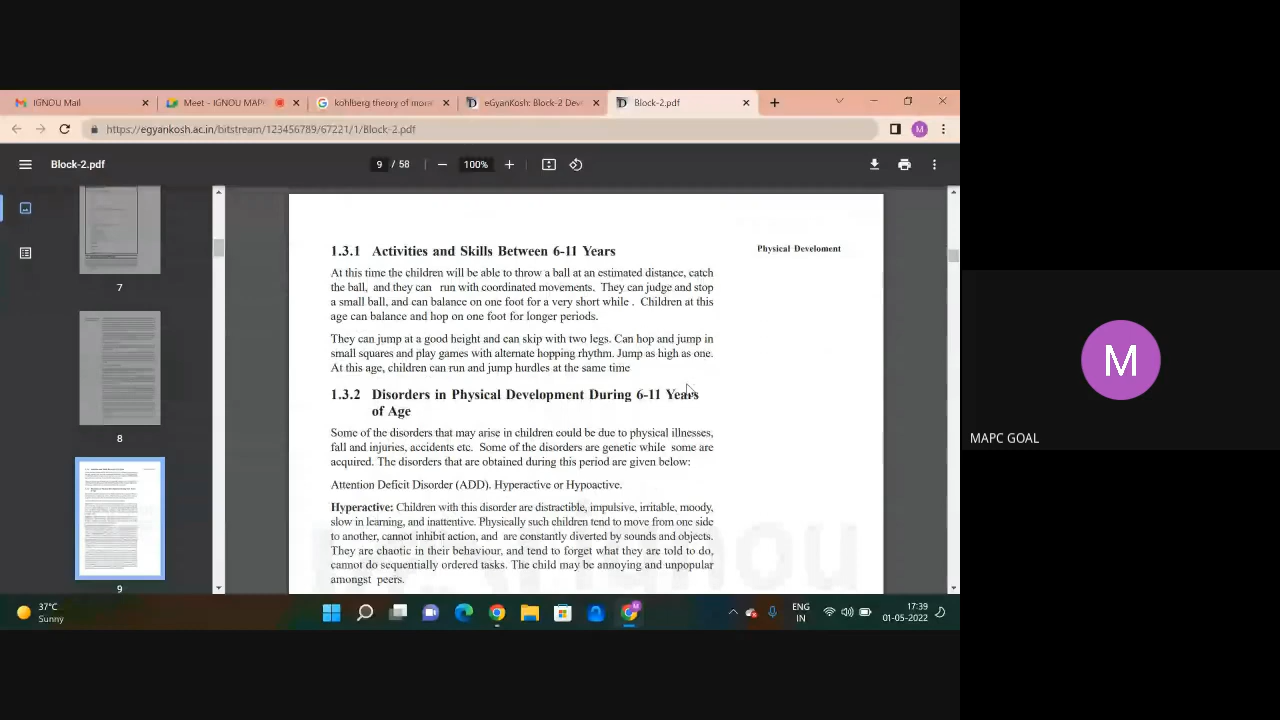 IGNOU Mail
Meet - IGNOU MAP
kohlberg theory of mora
eGyanKosh: Block-2 Dev
Block-2.pdf
https://egyankosh.ac.in/bitstream/123456789/67221/1/Block-2.pdf
M
Block-2.pdf
9 / 58
100%
7
8
9
Physical Develoment
1.3.1 Activities and Skills Between 6-11 Years
At this time the children will be able to throw a ball at an estimated distance, catch
the ball, and they can run with coordinated movements. They can judge and stop
a small ball, and can balance on one foot for a very short while . Children at this
age can balance and hop on one foot for longer periods.
They can jump at a good height and can skip with two legs. Can hop and jump in
small squares and play games with alternate hopping rhythm. Jump as high as one.
At this age, children can run and jump hurdles at the same time
1.3.2 Disorders in Physical Development During 6-11 Years
of Age
Some of the disorders that may arise in children could be due to physical illnesses,
fall and injuries, accidents etc. Some of the disorders are genetic while some are
acquired. The disorders that are obtained during this period are given below:
Attention Deficit Disorder (ADD). Hyperactive or Hypoactive.
Hyperactive: Children with this disorder are distractible, impulsive, irritable, moody,
slow in learning, and inattentive. Physically such children tend to move from one side
to another, cannot inhibit action, and are constantly diverted by sounds and objects.
They are chaotic in their behaviour, and tend to forget what they are told to do,
cannot do sequentially ordered tasks. The child may be annoying and unpopular
amongst peers.
M
MAPC GOAL
37°C
Sunny
ENG
IN
17:39
01-05-2022